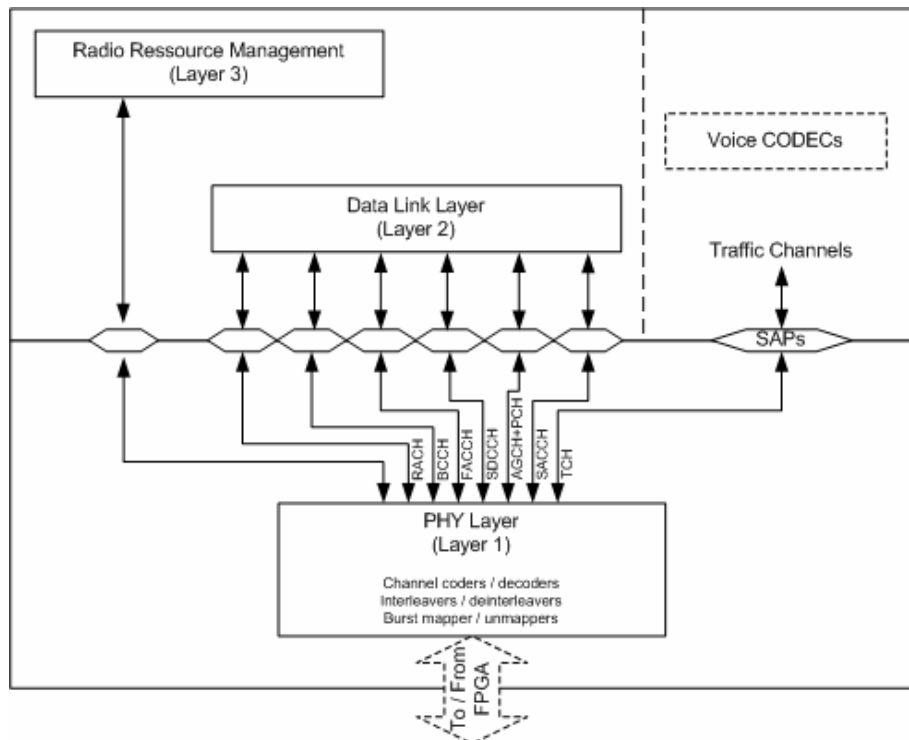 Radio Ressource Management
(Layer 3)
Voice CODECs
Data Link Layer
(Layer 2)
Traffic Channels
SAPs
RACH
BCCH
FACCH
SDCCH
AGCH+PCH
SACCH
TCH
PHY Layer
(Layer 1)
Channel coders / decoders
Interleavers / deinterleavers
Burst mapper / unmappers
To / From
FPGA